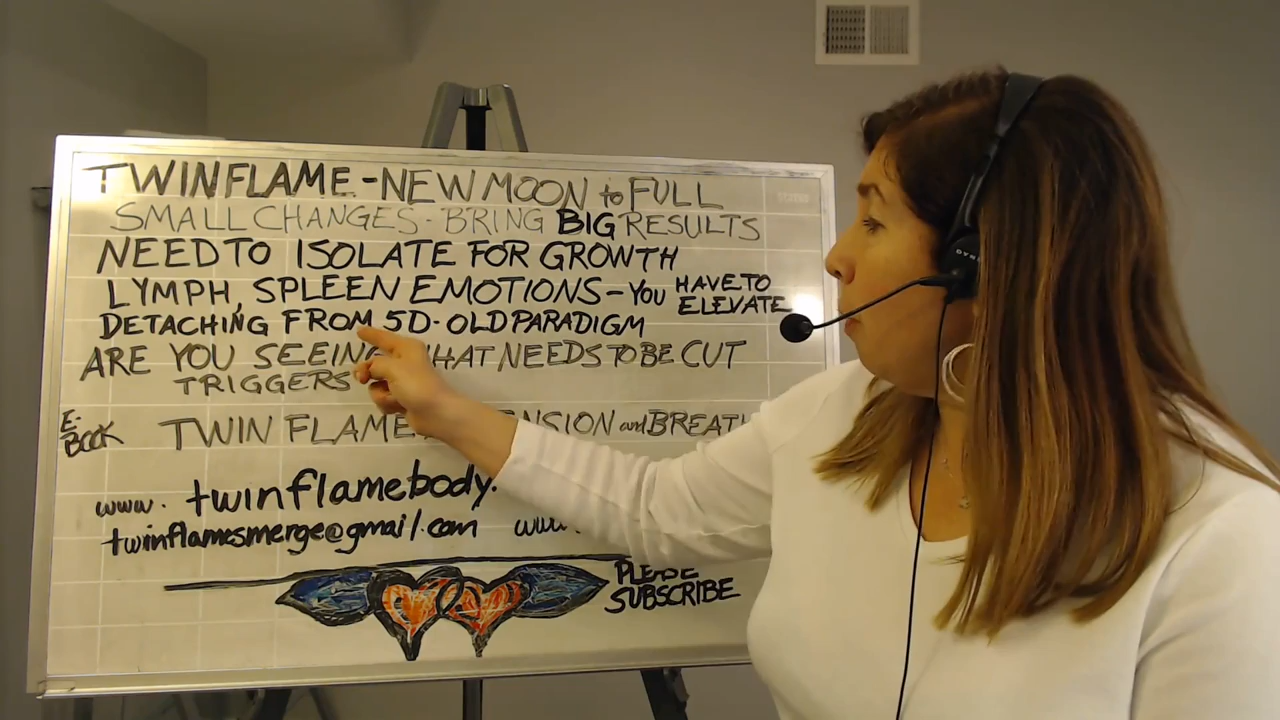 TWINFLAME - NEW MOON to FULL
SMALL CHANGES - BRING BIG RESULTS
NEED TO ISOLATE FOR GROWTH
LYMPH, SPLEEN EMOTIONS - YOU HAVE TO ELEVATE
DETACHING FROM 5D - OLD PARADIGM
ARE YOU SEEING WHAT NEEDS TO BE CUT
TRIGGERS
E-BOOK TWIN FLAME and BREATH
www. twinflamebody.
twinflamesmerge@gmail.com www.
PLEASE
SUBSCRIBE